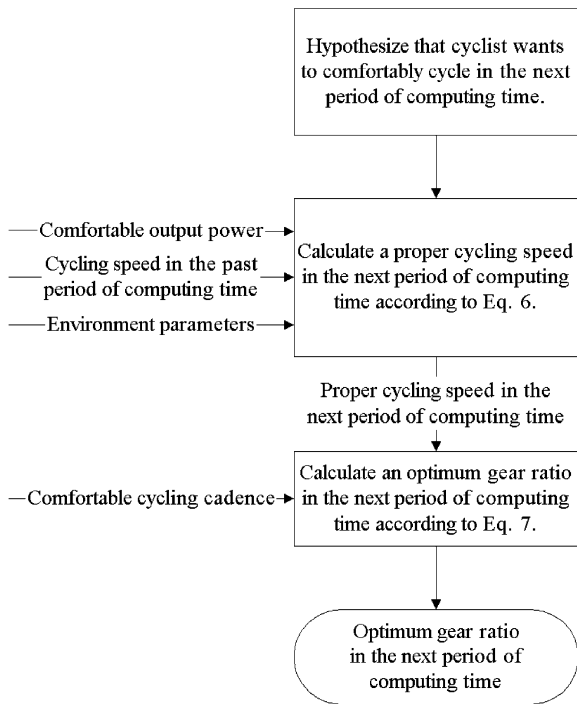 Hypothesize that cyclist wants
to comfortably cycle in the next
period of computing time.
Comfortable output power
Cycling speed in the past
period of computing time
Environment parameters
Calculate a proper cycling speed
in the next period of computing
time according to Eq. 6.
Proper cycling speed in the
next period of computing time
Comfortable cycling cadence
Calculate an optimum gear ratio
in the next period of computing
time according to Eq. 7.
Optimum gear ratio
in the next period of
computing time